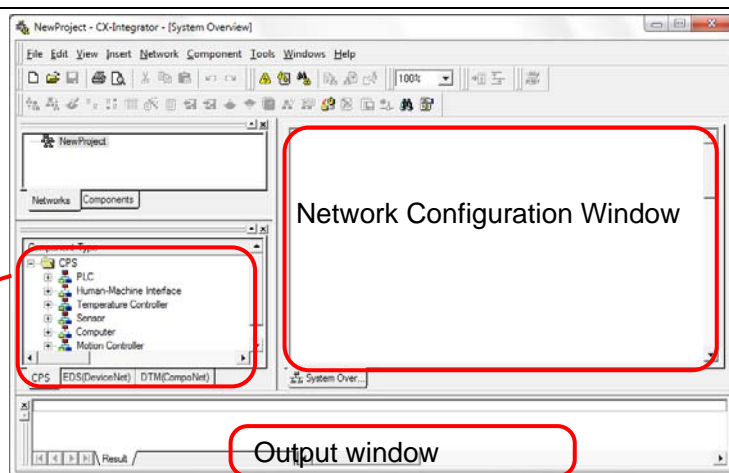 NewProject - CX-Integrator - [System Overview]
File Edit View Insert Network Component Tools Windows Help
100%
NewProject
Networks Components
Component Type
CPS
PLC
Human-Machine Interface
Temperature Controller
Sensor
Computer
Motion Controller
CPS EDS(DeviceNet) DTM(CompoNet)
Network Configuration Window
System Over...
Result
Output window